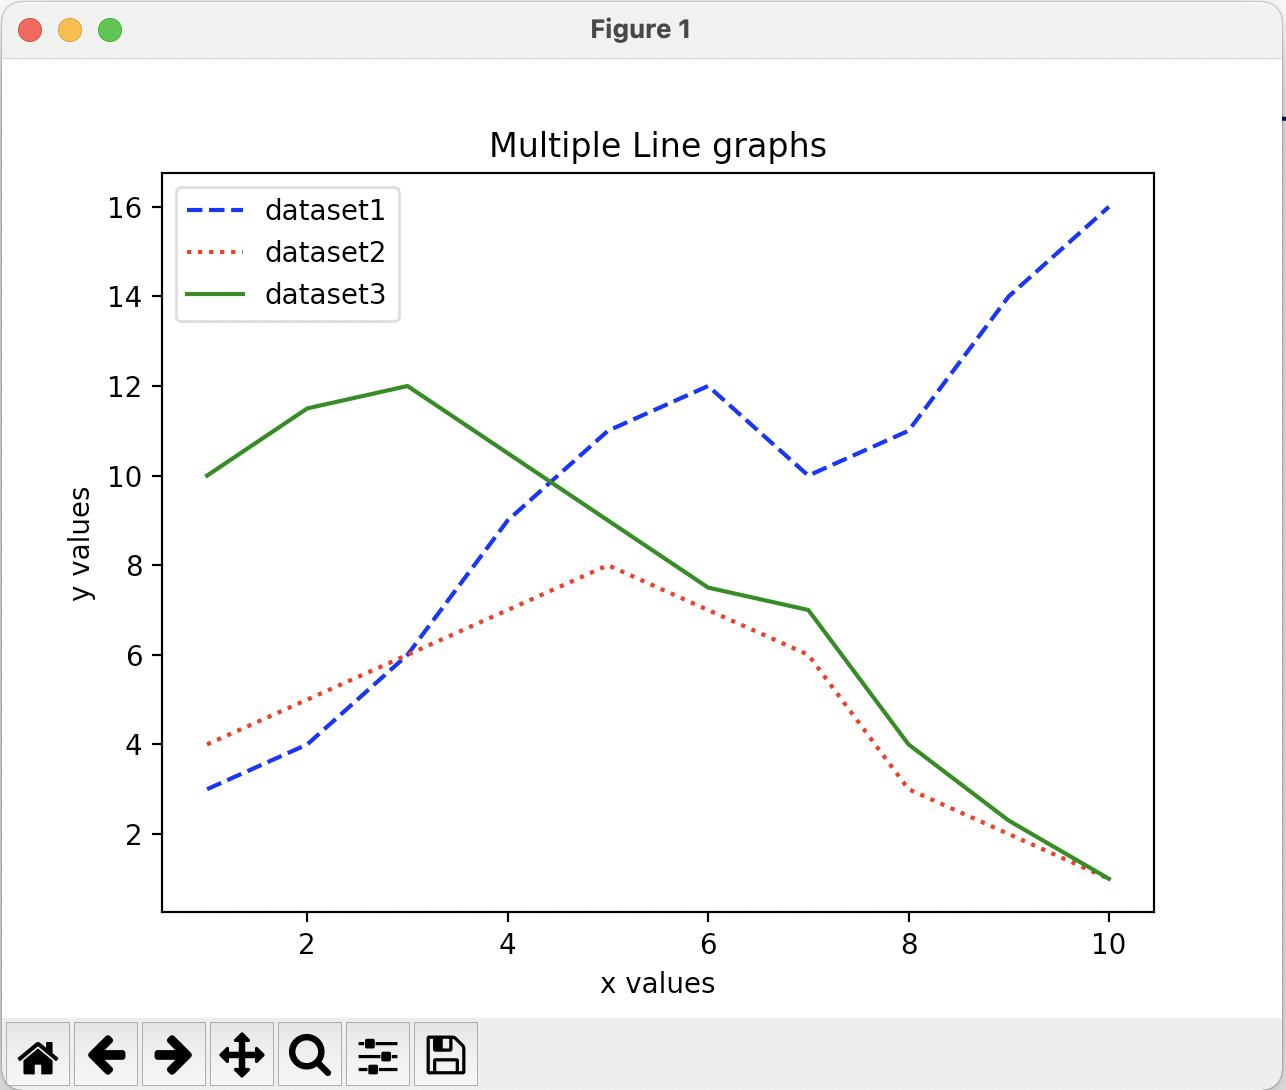 Figure 1
Multiple Line graphs
dataset1
dataset2
dataset3
16
14
12
10
8
6
4
2
y values
2 4 6 8 10
x values